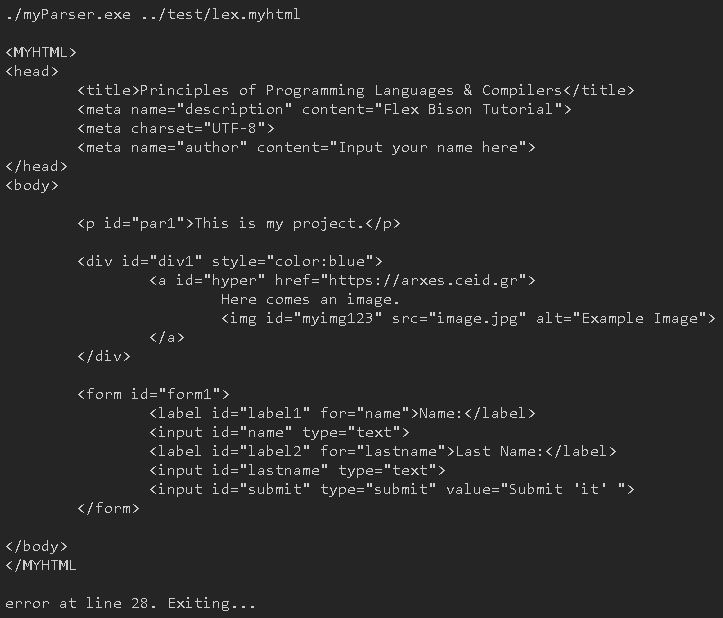 ./myParser.exe ../test/lex.myhtml
<MYHTML>
<head>
<title>Principles of Programming Languages & Compilers</title>
<meta name="description" content="Flex Bison Tutorial">
<meta charset="UTF-8">
<meta name="author" content="Input your name here">
</head>
<body>
<p id="par1">This is my project.</p>
<div id="div1" style="color:blue">
<a id="hyper" href="https://arxes.ceid.gr">
Here comes an image.
<img id="myimg123" src="image.jpg" alt="Example Image">
</a>
</div>
<form id="form1">
<label id="label1" for="name">Name:</label>
<input id="name" type="text">
<label id="label2" for="lastname">Last Name:</label>
<input id="lastname" type="text">
<input id="submit" type="submit" value="Submit 'it' ">
</form>
</body>
</MYHTML
error at line 28. Exiting...